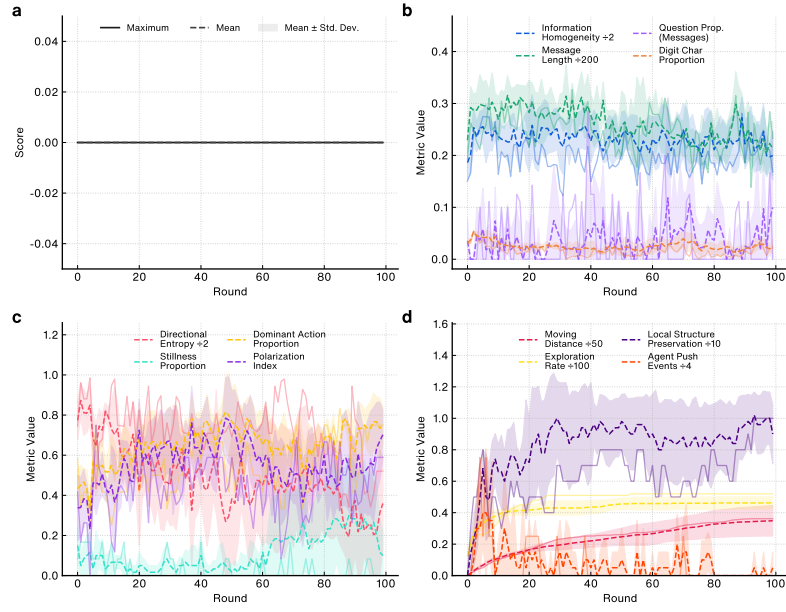 a
Maximum
Mean
Mean ± Std. Dev.
0.04
0.02
0.00
-0.02
-0.04
Score
0
20
40
60
80
100
Round
b
Information
Homogeneity ÷2
Message
Length ÷200
Question Prop.
(Messages)
Digit Char
Proportion
0.4
0.3
0.2
0.1
0.0
Metric Value
0
20
40
60
80
100
Round
c
Directional
Entropy ÷2
Stillness
Proportion
Dominant Action
Proportion
Polarization
Index
1.2
1.0
0.8
0.6
0.4
0.2
0.0
Metric Value
0
20
40
60
80
100
Round
d
Moving
Distance ÷50
Exploration
Rate ÷100
Local Structure
Preservation ÷10
Agent Push
Events ÷4
1.6
1.4
1.2
1.0
0.8
0.6
0.4
0.2
0.0
Metric Value
0
20
40
60
80
100
Round